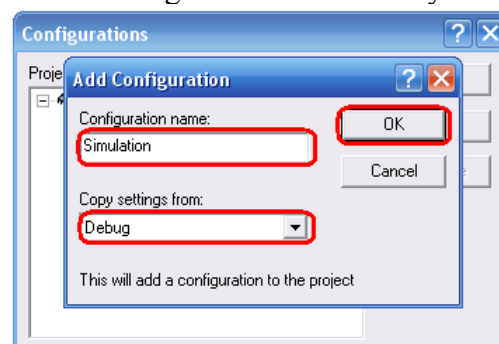 Configurations
Proje
Add Configuration
Configuration name:
OK
Simulation
Cancel
Copy settings from:
Debug
This will add a configuration to the project